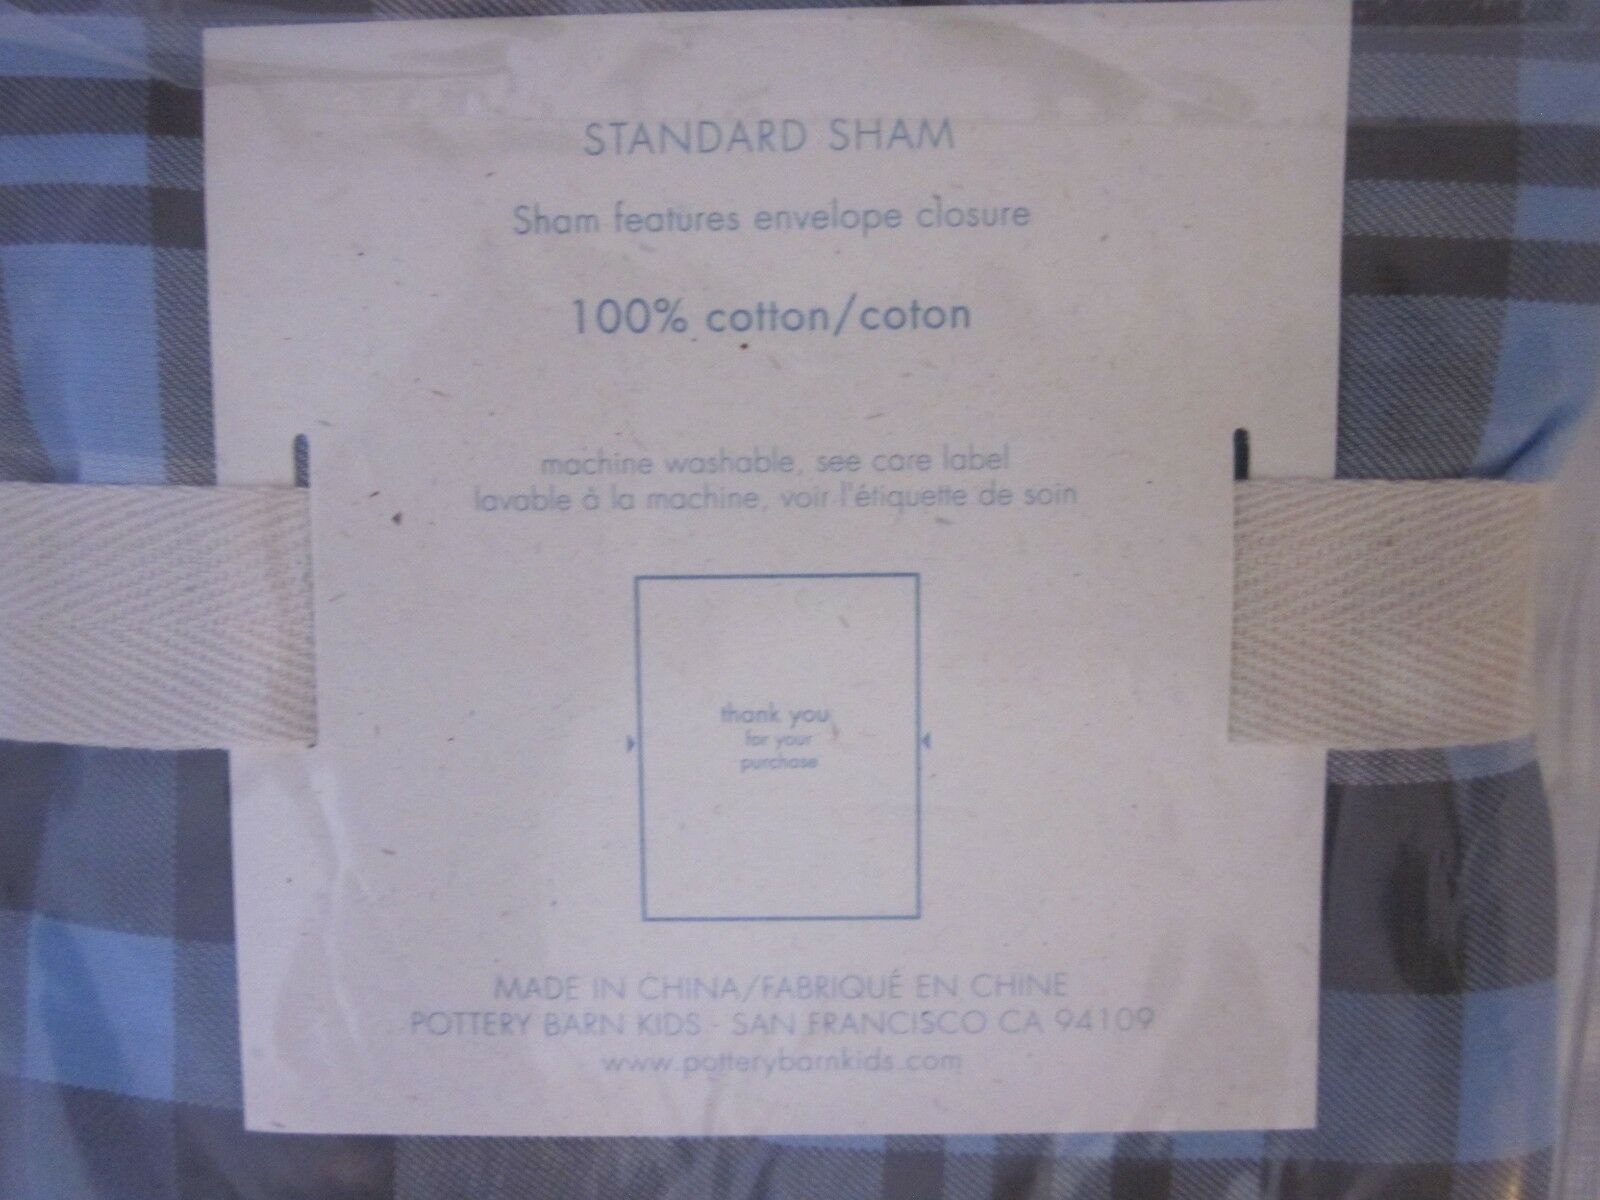 STANDARD SHAM
Sham features envelope closure
100% cotton/coton
machine washable, see care label
lavable à la machine, voir l'étiquette de soin
thank you
for your
purchase
MADE IN CHINA/FABRIQUÉ EN CHINE
POTTERY BARN KIDS · SAN FRANCISCO CA 94109
www.potterybarnkids.com